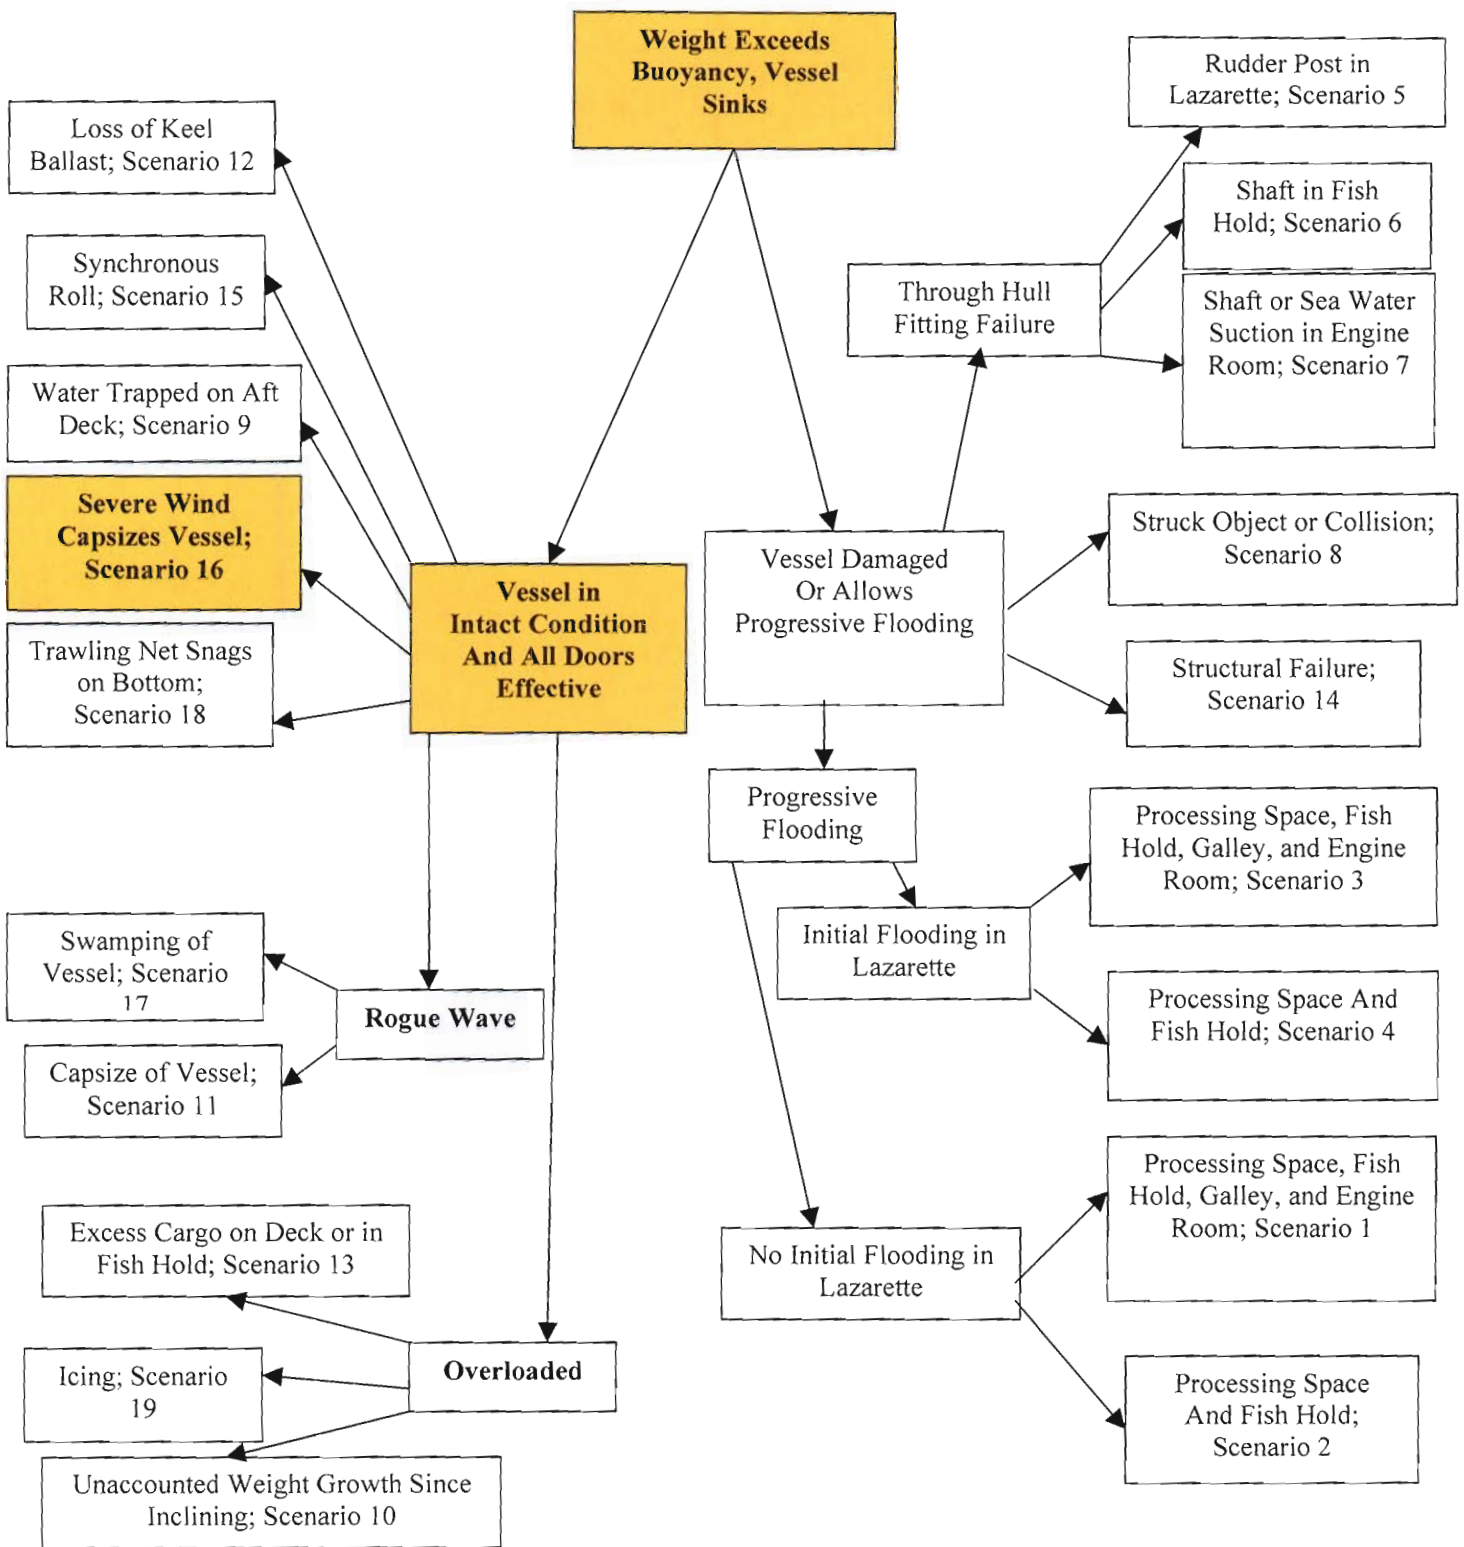 Weight Exceeds
Buoyancy, Vessel
Sinks
Rudder Post in
Lazarette; Scenario 5
Loss of Keel
Ballast; Scenario 12
Shaft in Fish
Hold; Scenario 6
Synchronous
Roll; Scenario 15
Through Hull
Fitting Failure
Shaft or Sea Water
Suction in Engine
Room; Scenario 7
Water Trapped on Aft
Deck; Scenario 9
Severe Wind
Capsizes Vessel;
Scenario 16
Struck Object or Collision;
Scenario 8
Vessel Damaged
Or Allows
Progressive Flooding
Vessel in
Intact Condition
And All Doors
Effective
Trawling Net Snags
on Bottom;
Scenario 18
Structural Failure;
Scenario 14
Progressive
Flooding
Processing Space, Fish
Hold, Galley, and Engine
Room; Scenario 3
Initial Flooding in
Lazarette
Swamping of
Vessel; Scenario
17
Rogue Wave
Processing Space And
Fish Hold; Scenario 4
Capsize of Vessel;
Scenario 11
Processing Space, Fish
Hold, Galley, and Engine
Room; Scenario 1
Excess Cargo on Deck or in
Fish Hold; Scenario 13
No Initial Flooding in
Lazarette
Overloaded
Icing; Scenario
19
Processing Space
And Fish Hold;
Scenario 2
Unaccounted Weight Growth Since
Inclining; Scenario 10